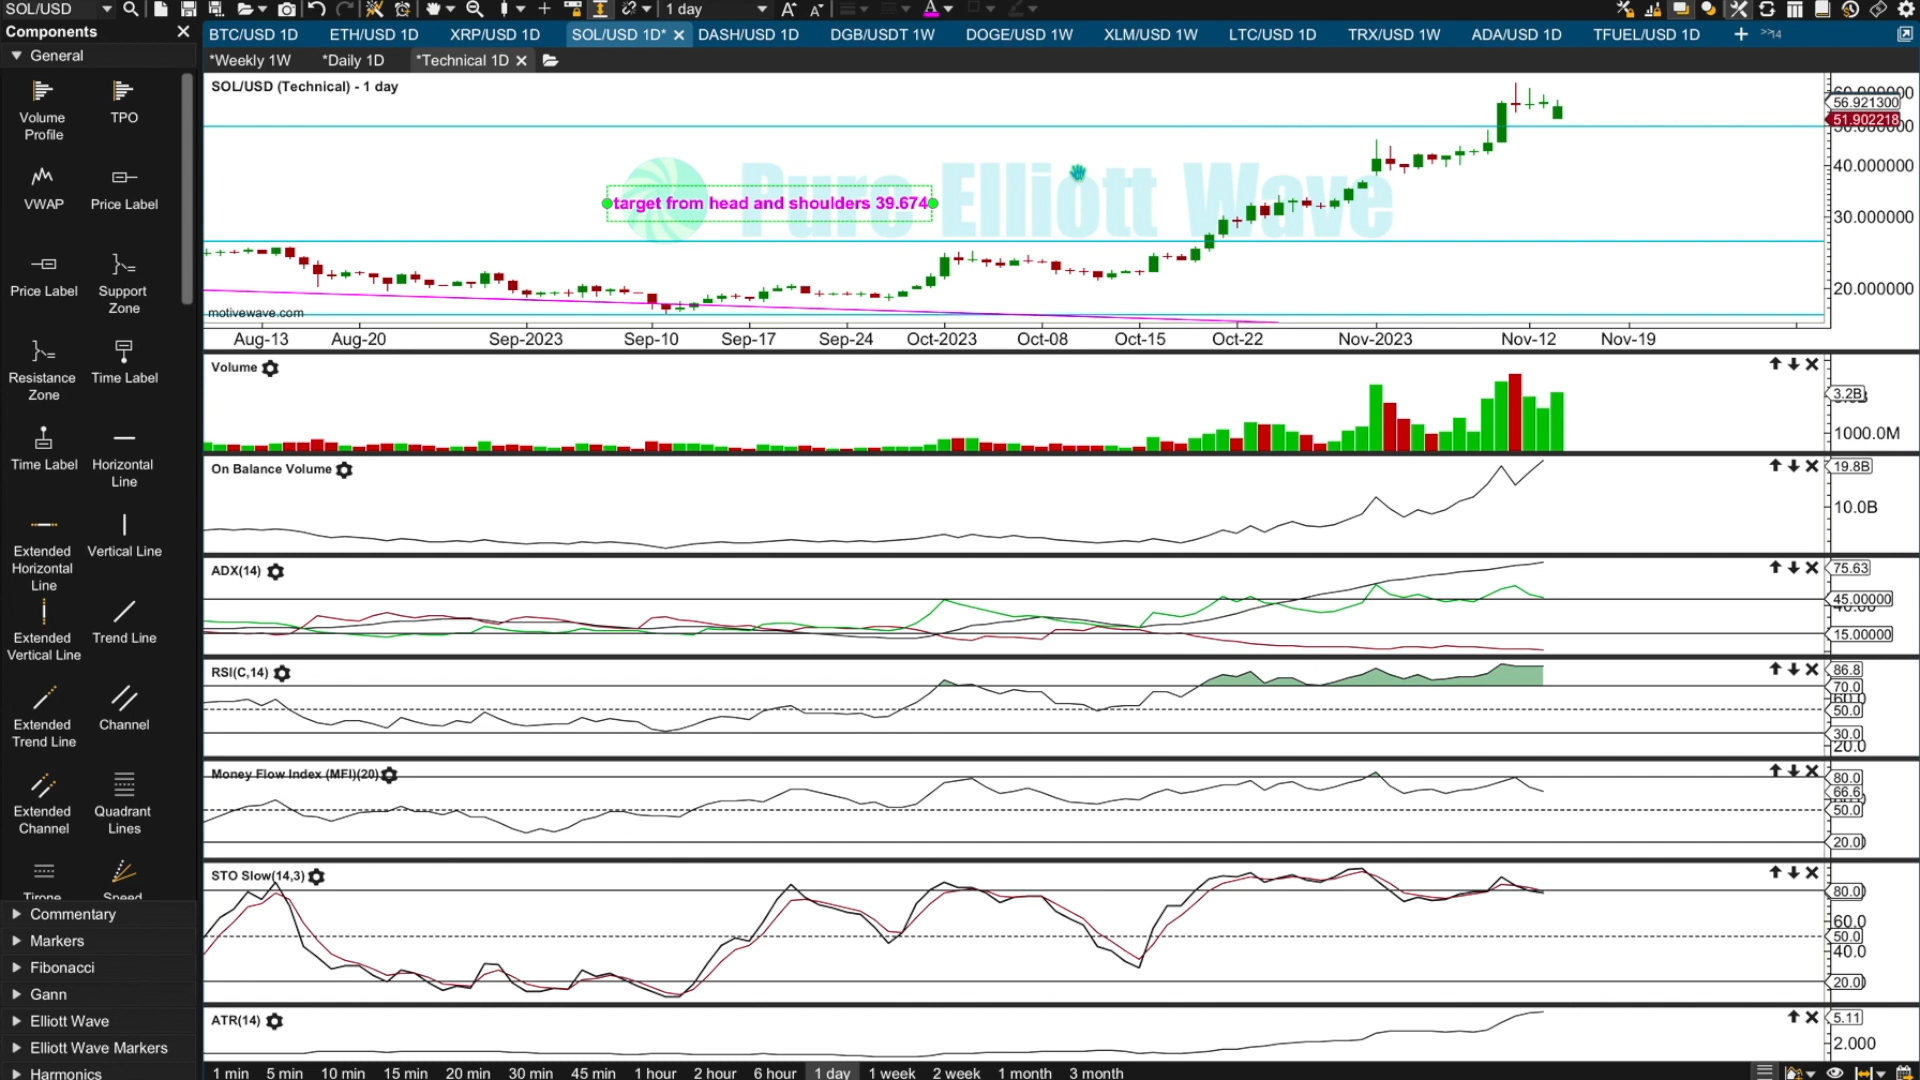 SOL/USD
1 day
A
A
A
Components
BTC/USD 1D
ETH/USD 1D
XRP/USD 1D
SOL/USD 1D*
DASH/USD 1D
DGB/USDT 1W
DOGE/USD 1W
XLM/USD 1W
LTC/USD 1D
TRX/USD 1W
ADA/USD 1D
TFUEL/USD 1D
>>14
General
*Weekly 1W
*Daily 1D
*Technical 1D
Volume
Profile
TPO
VWAP
Price Label
Price Label
Support
Zone
Resistance
Zone
Time Label
Time Label
Horizontal
Line
Extended
Horizontal
Line
Vertical Line
Extended
Vertical Line
Trend Line
Extended
Trend Line
Channel
Extended
Channel
Quadrant
Lines
Tirone
Speed
Commentary
Markers
Fibonacci
Gann
Elliott Wave
Elliott Wave Markers
Harmonics
SOL/USD (Technical) - 1 day
Pure Elliott Wave
target from head and shoulders 39.674
motivewave.com
60.000000
56.921300
51.902218
50.000000
40.000000
30.000000
20.000000
Aug-13
Aug-20
Sep-2023
Sep-10
Sep-17
Sep-24
Oct-2023
Oct-08
Oct-15
Oct-22
Nov-2023
Nov-12
Nov-19
Volume
3.2B
1000.0M
On Balance Volume
19.8B
10.0B
ADX(14)
75.63
45.00000
40.00
15.00000
RSI(C,14)
86.8
70.0
60.0
50.0
30.0
20.0
Money Flow Index (MFI)(20)
80.0
66.6
50.0
20.0
STO Slow(14,3)
80.0
60.0
50.0
40.0
20.0
ATR(14)
5.11
2.000
1 min
5 min
10 min
15 min
20 min
30 min
45 min
1 hour
2 hour
6 hour
1 day
1 week
2 week
1 month
3 month